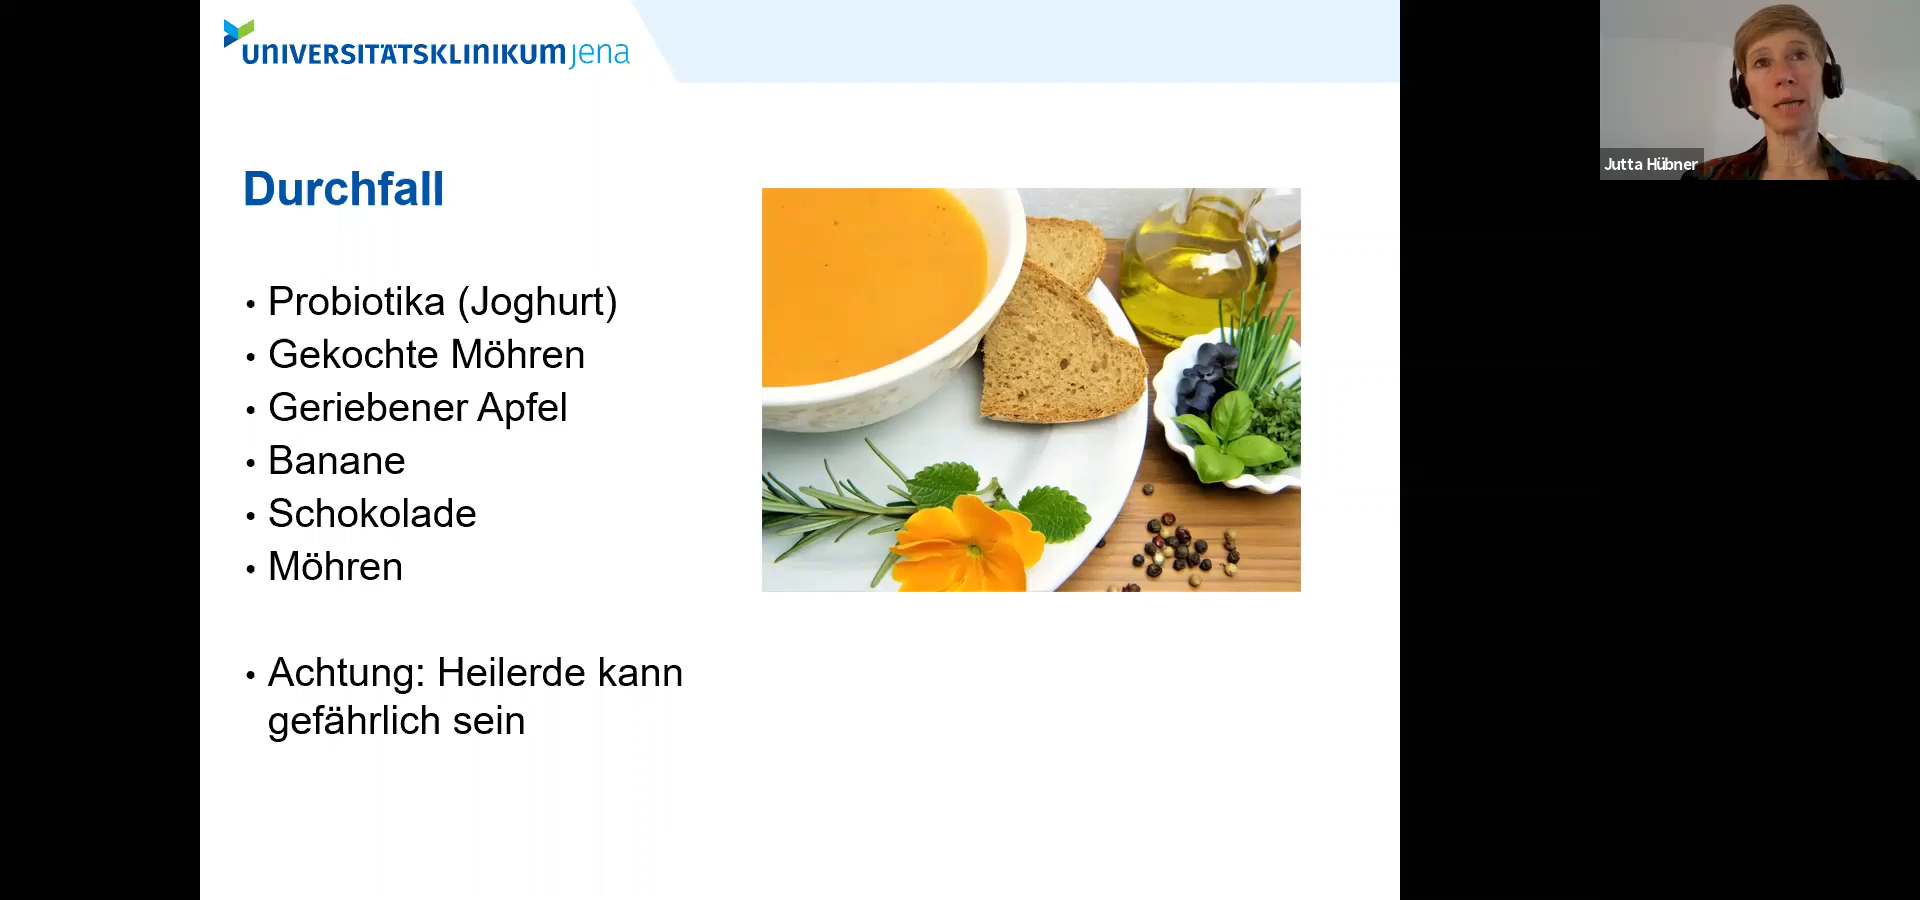 UNIVERSITÄTSKLINIKUM jena
Jutta Hübner
Durchfall
• Probiotika (Joghurt)
• Gekochte Möhren
• Geriebener Apfel
• Banane
• Schokolade
• Möhren
• Achtung: Heilerde kann
gefährlich sein